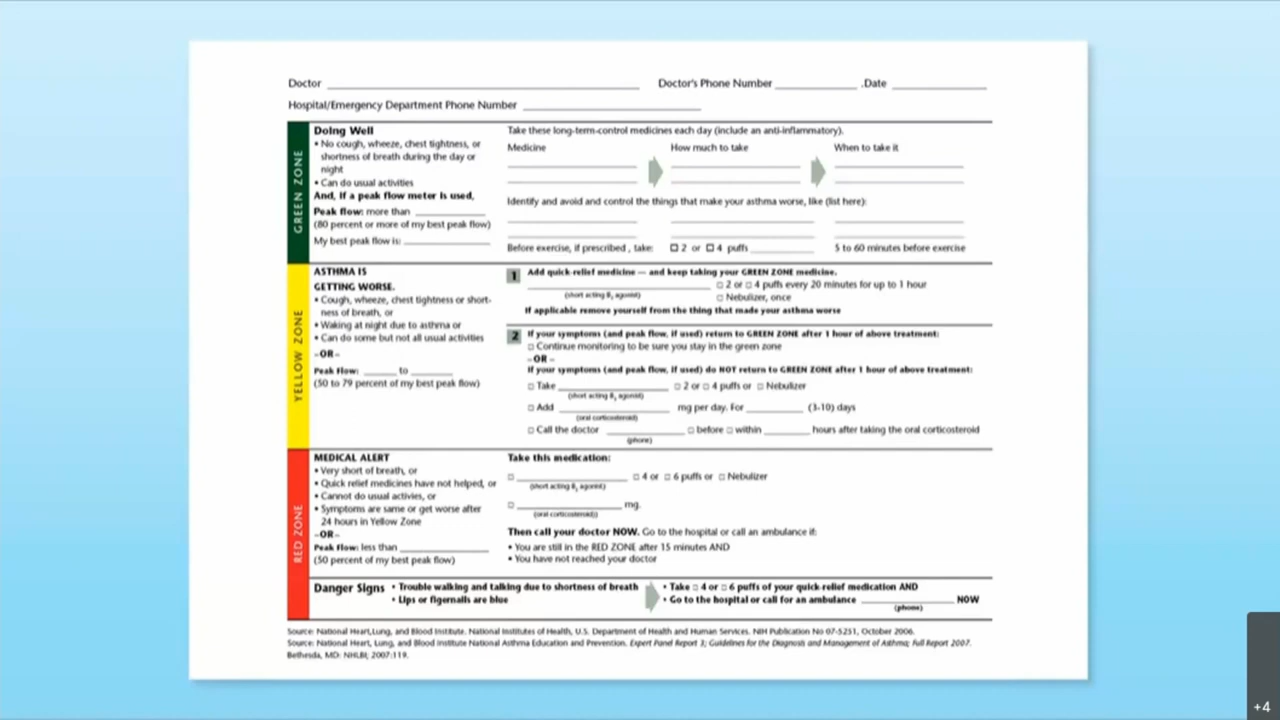 Doctor Doctor's Phone Number .Date
Hospital/Emergency Department Phone Number
GREEN ZONE
Doing Well
• No cough, wheeze, chest tightness, or
shortness of breath during the day or
night
• Can do usual activities
And, if a peak flow meter is used,
Peak flow: more than
(80 percent or more of my best peak flow)
My best peak flow is:
Take these long-term-control medicines each day (include an anti-inflammatory).
Medicine How much to take When to take it
Identify and avoid and control the things that make your asthma worse, like (list here):
Before exercise, if prescribed , take: □ 2 or □ 4 puffs 5 to 60 minutes before exercise
YELLOW ZONE
ASTHMA IS
GETTING WORSE.
• Cough, wheeze, chest tightness or short-
ness of breath, or
• Waking at night due to asthma or
• Can do some but not all usual activities
–OR–
Peak flow: to
(50 to 79 percent of my best peak flow)
1 Add quick-relief medicine — and keep taking your GREEN ZONE medicine.
□ 2 or □ 4 puffs every 20 minutes for up to 1 hour
(short acting B₂ agonist) □ Nebulizer, once
If applicable remove yourself from the thing that made your asthma worse
2 If your symptoms (and peak flow, if used) return to GREEN ZONE after 1 hour of above treatment:
□ Continue monitoring to be sure you stay in the green zone
–OR –
If your symptoms (and peak flow, if used) do NOT return to GREEN ZONE after 1 hour of above treatment:
□ Take □ 2 or □ 4 puffs or □ Nebulizer
(short acting B₂ agonist)
□ Add mg per day. For (3-10) days
(oral corticosteroid)
□ Call the doctor □ before □ within hours after taking the oral corticosteroid
(phone)
RED ZONE
MEDICAL ALERT
• Very short of breath, or
• Quick relief medicines have not helped, or
• Cannot do usual activies, or
• Symptoms are same or get worse after
24 hours in Yellow Zone
–OR–
Peak flow: less than
(50 percent of my best peak flow)
Take this medication:
□ □ 4 or □ 6 puffs or □ Nebulizer
(short acting B₂ agonist)
□ mg.
(oral corticosteroid))
Then call your doctor NOW. Go to the hospital or call an ambulance if:
• You are still in the RED ZONE after 15 minutes AND
• You have not reached your doctor
Danger Signs • Trouble walking and talking due to shortness of breath
• Lips or figernails are blue
• Take □ 4 or □ 6 puffs of your quick-relief medication AND
• Go to the hospital or call for an ambulance NOW
(phone)
Source: National Heart,Lung, and Blood Institute. National Institutes of Health, U.S. Department of Health and Human Services. NIH Publication No 07-5251, October 2006.
Source: National Heart, Lung, and Blood Institute National Asthma Education and Prevention. Expert Panel Report 3; Guidelines for the Diagnosis and Management of Asthma; Full Report 2007.
Bethesda, MD: NHLBI; 2007:119.
+4